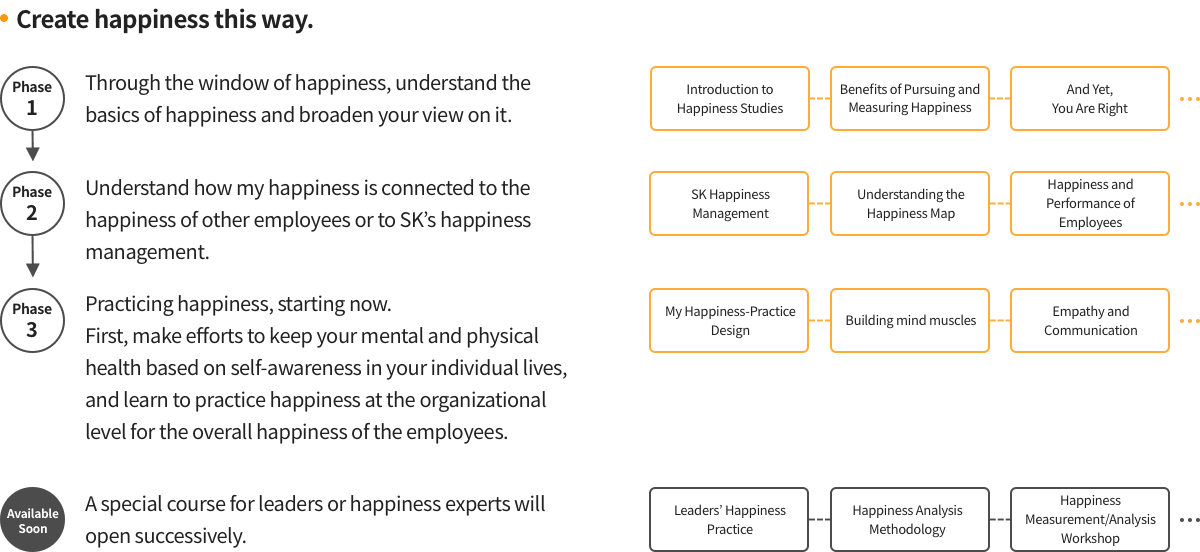 Create happiness this way.
Phase
1
Through the window of happiness, understand the
basics of happiness and broaden your view on it.
Introduction to
Happiness Studies
Benefits of Pursuing and
Measuring Happiness
And Yet,
You Are Right
Phase
2
Understand how my happiness is connected to the
happiness of other employees or to SK’s happiness
management.
SK Happiness
Management
Understanding the
Happiness Map
Happiness and
Performance of
Employees
Phase
3
Practicing happiness, starting now.
First, make efforts to keep your mental and physical
health based on self-awareness in your individual lives,
and learn to practice happiness at the organizational
level for the overall happiness of the employees.
My Happiness-Practice
Design
Building mind muscles
Empathy and
Communication
Available
Soon
A special course for leaders or happiness experts will
open successively.
Leaders’ Happiness
Practice
Happiness Analysis
Methodology
Happiness
Measurement/Analysis
Workshop